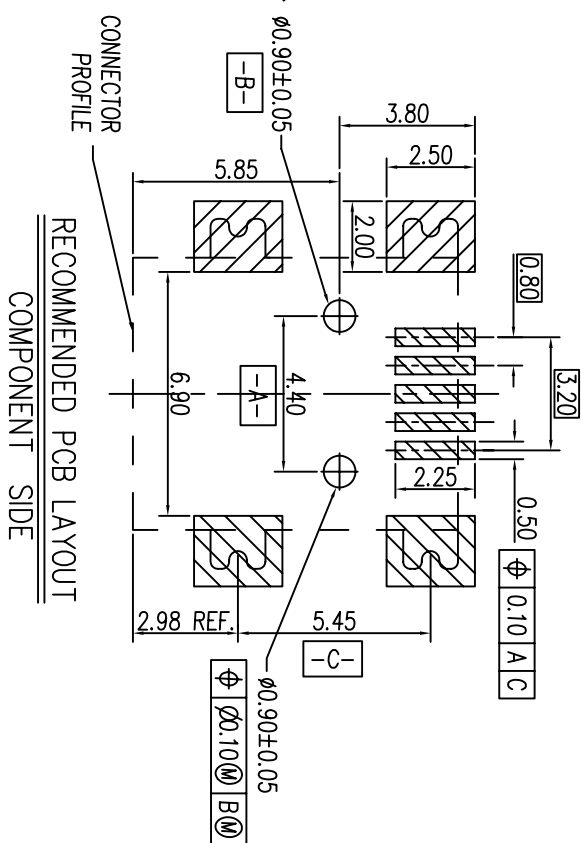 RECOMMENDED PCB LAYOUT
COMPONENT SIDE
CONNECTOR
PROFILE
ø0.90±0.05
-B-
3.80
2.50
5.85
2.00
0.80
3.20
6.90
-A-
4.40
2.25
0.50
⌖ 0.10 A C
2.98 REF.
5.45
-C-
ø0.90±0.05
⌖ Ø0.10Ⓜ BⓂ